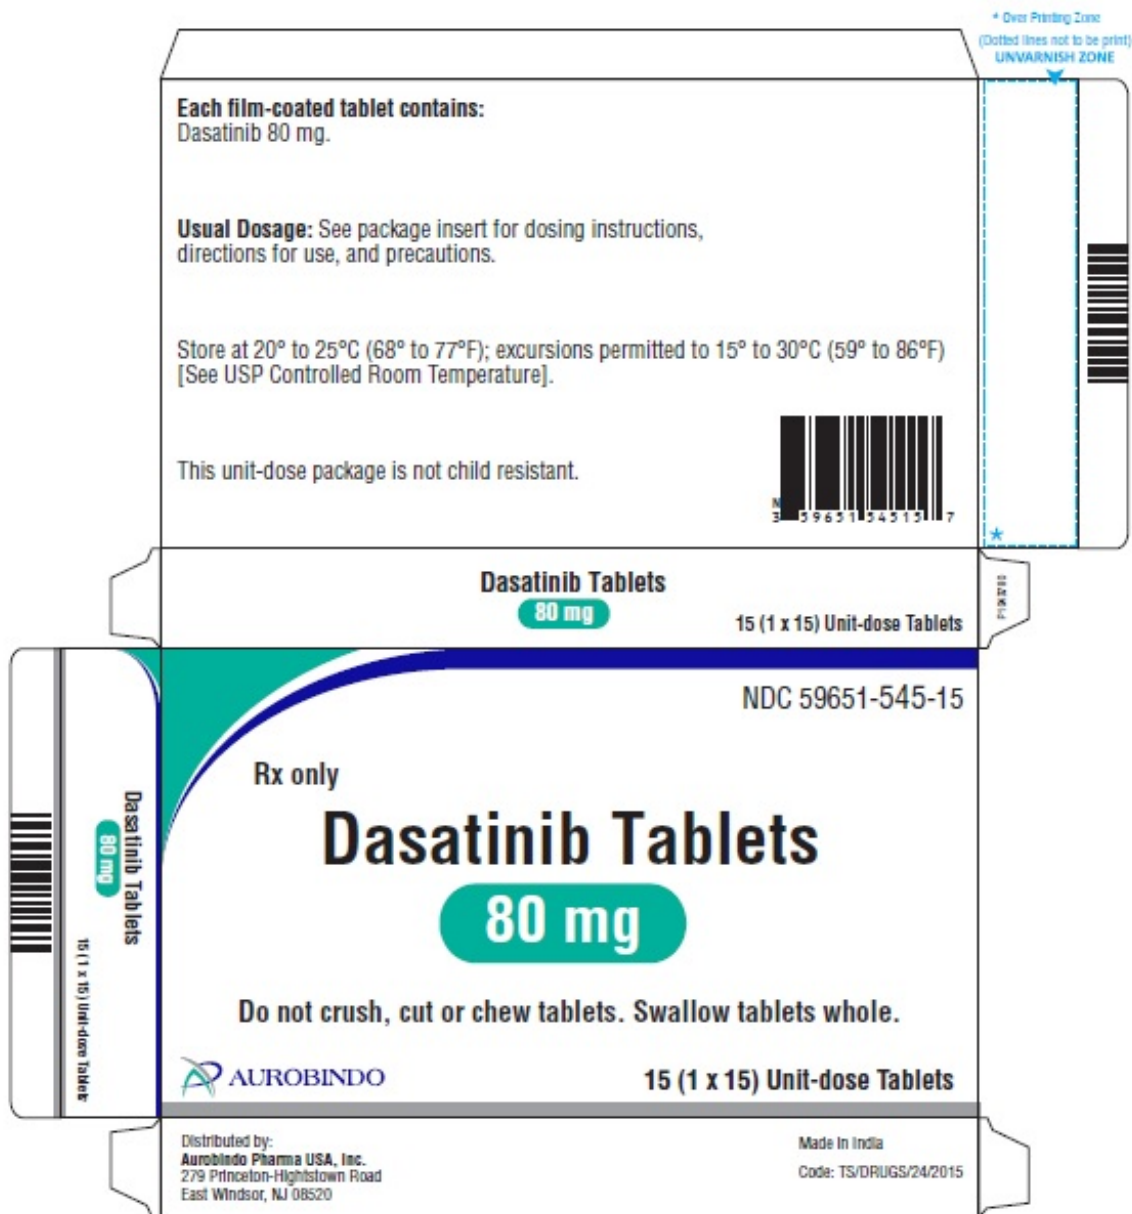 * Over Printing Zone
(Dotted lines not to be print)
UNVARNISH ZONE
Each film-coated tablet contains:
Dasatinib 80 mg.
Usual Dosage: See package insert for dosing instructions,
directions for use, and precautions.
Store at 20° to 25°C (68° to 77°F); excursions permitted to 15° to 30°C (59° to 86°F)
[See USP Controlled Room Temperature].
This unit-dose package is not child resistant.
N
3 59651 54515 7
*
Dasatinib Tablets
80 mg
15 (1 x 15) Unit-dose Tablets
NDC 59651-545-15
Rx only
Dasatinib Tablets
80 mg
Do not crush, cut or chew tablets. Swallow tablets whole.
AUROBINDO
15 (1 x 15) Unit-dose Tablets
Dasatinib Tablets
80 mg
15 (1 x 15) Unit-dose Tablets
Distributed by:
Aurobindo Pharma USA, Inc.
279 Princeton-Hightstown Road
East Windsor, NJ 08520
Made in India
Code: TS/DRUGS/24/2015